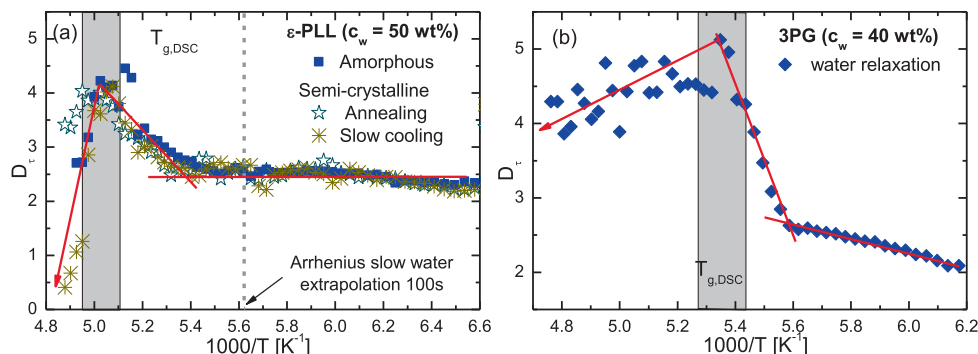 (a)
ε-PLL (c_w = 50 wt%)
T_g,DSC
Amorphous
Semi-crystalline
Annealing
Slow cooling
Arrhenius slow water
extrapolation 100s
D_τ
5
4
3
2
1
0
4.8 5.0 5.2 5.4 5.6 5.8 6.0 6.2 6.4 6.6
1000/T [K⁻¹]
(b)
3PG (c_w = 40 wt%)
water relaxation
T_g,DSC
D_τ
5
4
3
2
1
4.8 5.0 5.2 5.4 5.6 5.8 6.0 6.2
1000/T [K⁻¹]